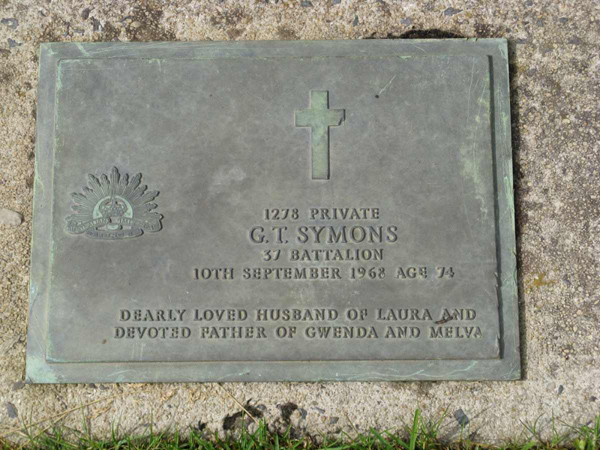 1278 PRIVATE
G.T. SYMONS
37 BATTALION
10TH SEPTEMBER 1968 AGE 74
DEARLY LOVED HUSBAND OF LAURA AND
DEVOTED FATHER OF GWENDA AND MELVA